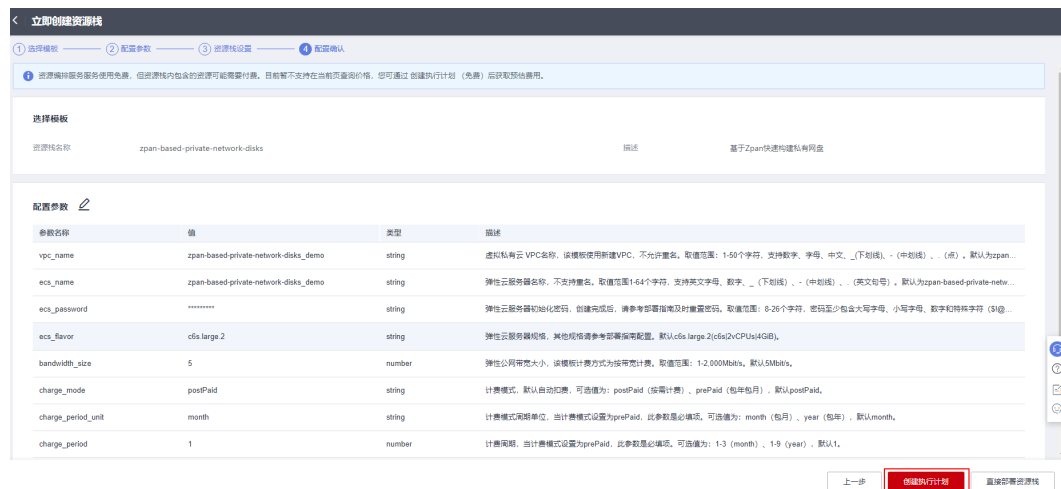 立即创建资源栈
1 选择模板 2 配置参数 3 资源栈设置 4 配置确认
资源编排服务服务使用免费，但资源栈内包含的资源可能需要付费。目前暂不支持在当前页查询价格，您可通过 创建执行计划 （免费）后获取预估费用。
选择模板
资源栈名称 zpan-based-private-network-disks 描述 基于Zpan快速构建私有网盘
配置参数
参数名称 值 类型 描述
vpc_name zpan-based-private-network-disks_demo string 虚拟私有云 VPC名称，该模板使用新建VPC，不允许重名。取值范围：1-50个字符，支持数字、字母、中文、_（下划线）、-（中划线）、.（点）。默认为zpan...
ecs_name zpan-based-private-network-disks_demo string 弹性云服务器名称，不支持重名。取值范围1-64个字符，支持英文字母、数字、_（下划线）、-（中划线）、.（英文句号）。默认为zpan-based-private-netw...
ecs_password ********* string 弹性云服务器初始化密码，创建完成后，请参考部署指南及时重置密码。取值范围：8-26个字符，密码至少包含大写字母、小写字母、数字和特殊字符（$!@...
ecs_flavor c6s.large.2 string 弹性云服务器规格，其他规格请参考部署指南配置。默认c6s.large.2(c6s|2vCPUs|4GiB)。
bandwidth_size 5 number 弹性公网带宽大小，该模板计费方式为按带宽计费。取值范围：1-2,000Mbit/s。默认5Mbit/s。
charge_mode postPaid string 计费模式，默认自动扣费，可选值为：postPaid（按需计费）、prePaid（包年包月），默认postPaid。
charge_period_unit month string 计费模式周期单位，当计费模式设置为prePaid，此参数是必填项。可选值为：month（包月）、year（包年），默认month。
charge_period 1 number 计费周期，当计费模式设置为prePaid，此参数是必填项。可选值为：1-3（month）、1-9（year），默认1。
上一步 创建执行计划 直接部署资源栈